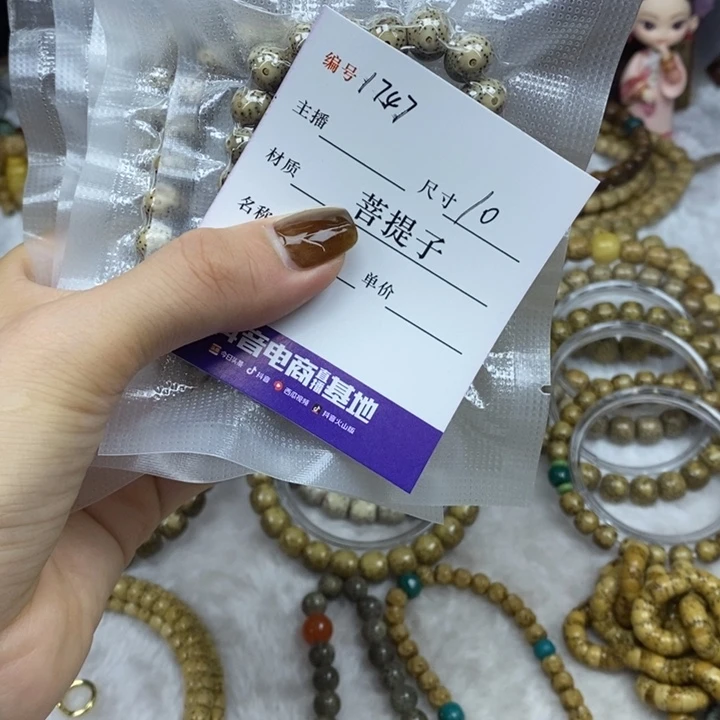 编号 1747
主播
尺寸 10
材质 菩提子
名称
单价
抖音电商直播基地
今日头条 抖音 西瓜视频 抖音火山版